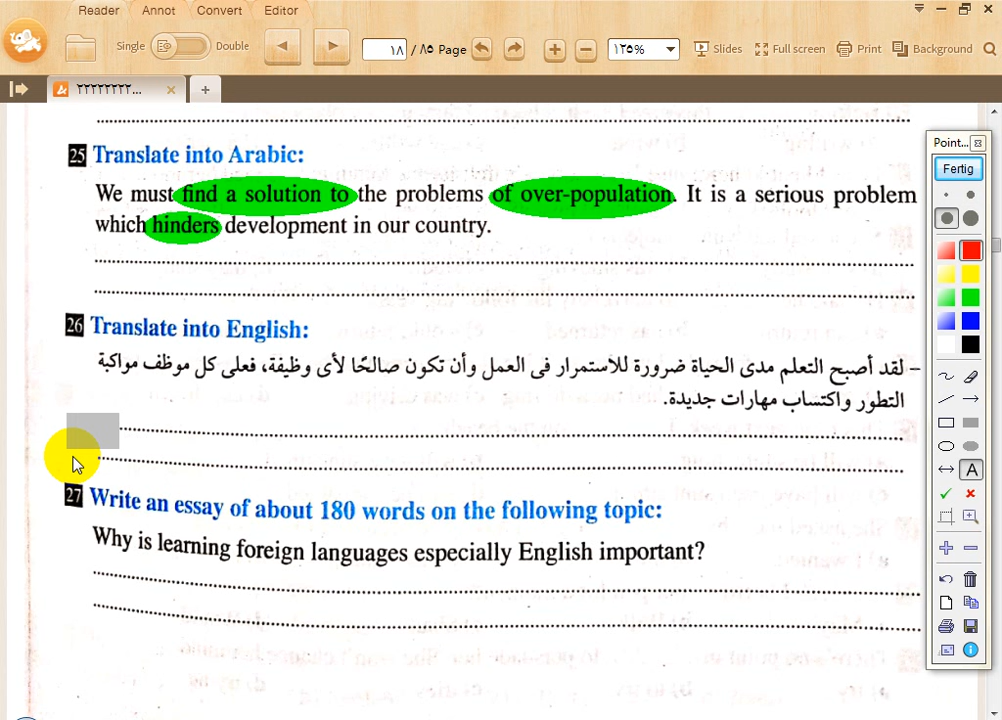 Reader Annot Convert Editor
Single Double ١٨ / ٨٥ Page ١٢٥% Slides Full screen Print Background
٢٢٢٢٢٢٢٢...
Point...
Fertig
A
25 Translate into Arabic:
We must find a solution to the problems of over-population. It is a serious problem
which hinders development in our country.
26 Translate into English:
– لقد أصبح التعلم مدى الحياة ضرورة للاستمرار فى العمل وأن تكون صالحًا لأى وظيفة، فعلى كل موظف مواكبة
التطور واكتساب مهارات جديدة.
27 Write an essay of about 180 words on the following topic:
Why is learning foreign languages especially English important?